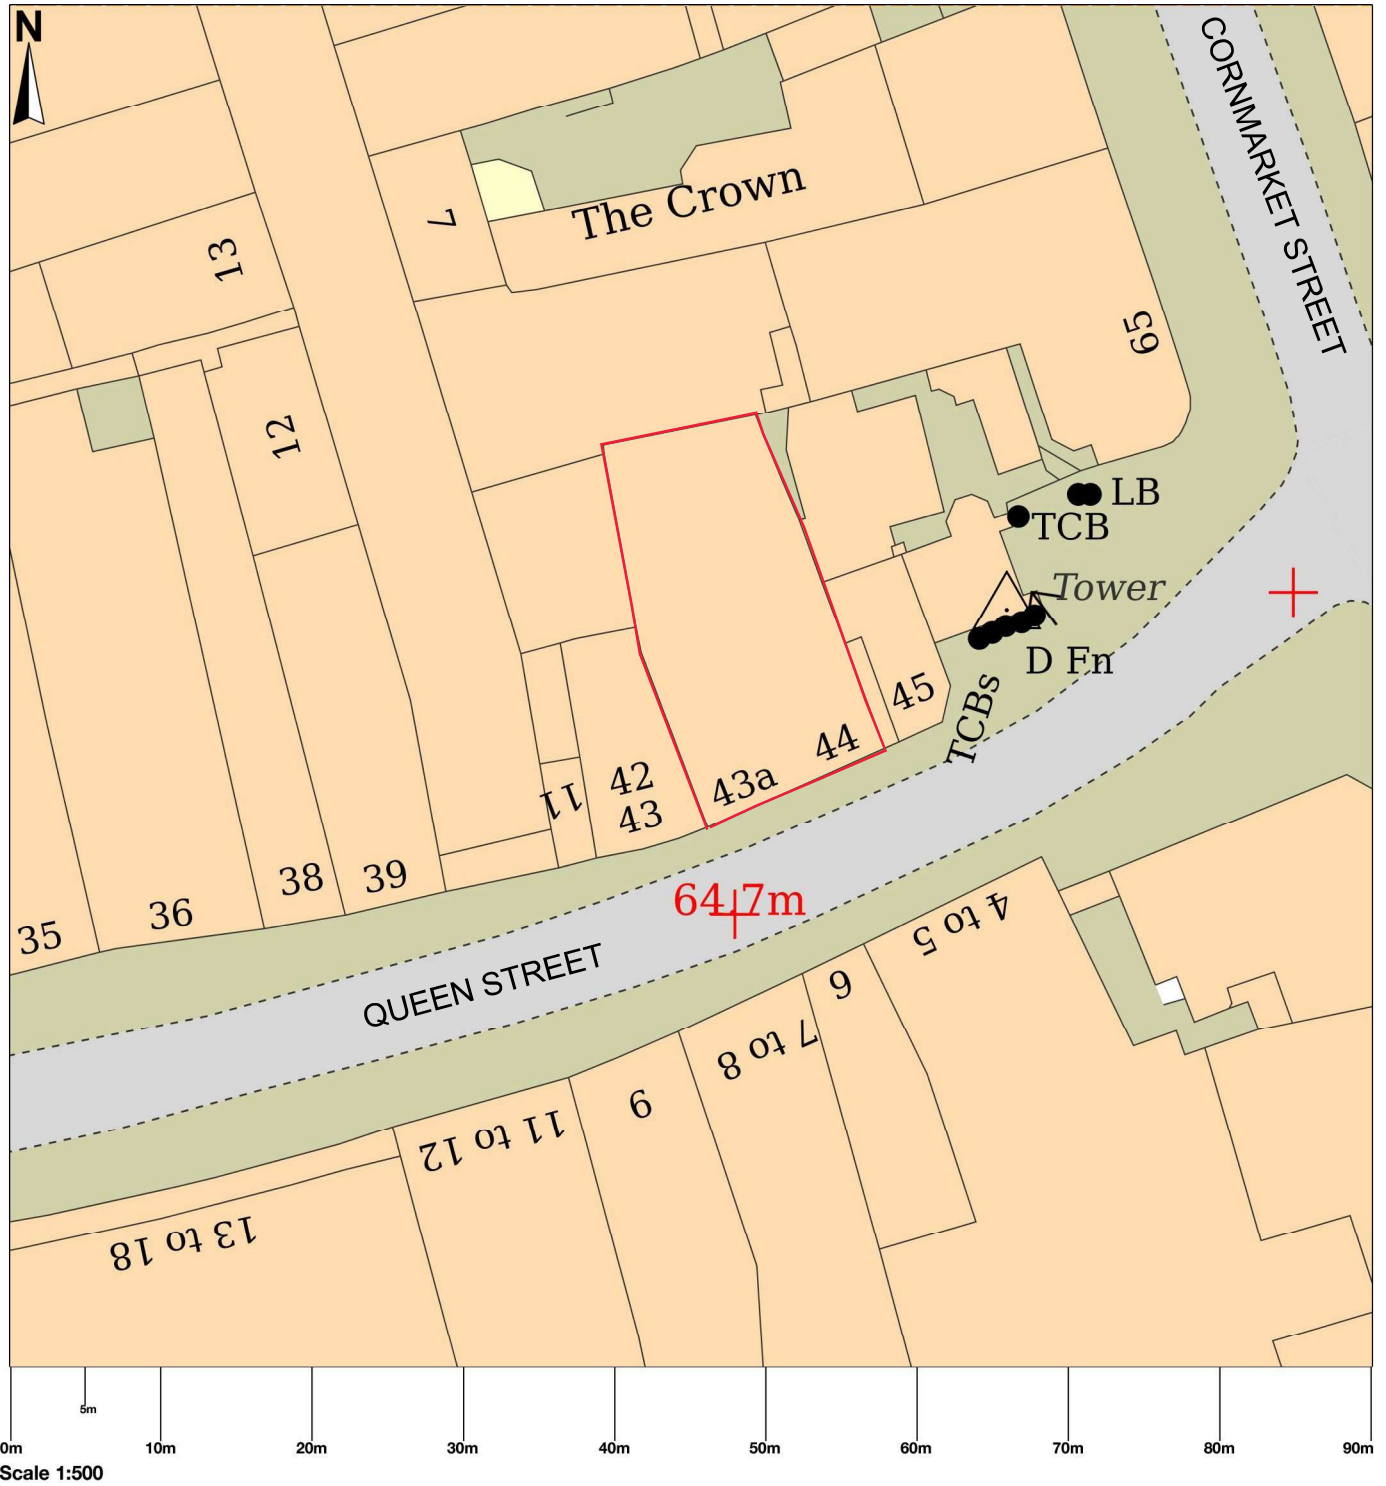 N
CORNMARKET STREET
The Crown
7
13
65
12
LB
TCB
Tower
D Fn
TCBs
45
44
43a
42
43
11
38
39
36
35
64.7m
4 to 5
QUEEN STREET
6
7 to 8
9
11 to 12
13 to 18
5m
0m
10m
20m
30m
40m
50m
60m
70m
80m
90m
Scale 1:500